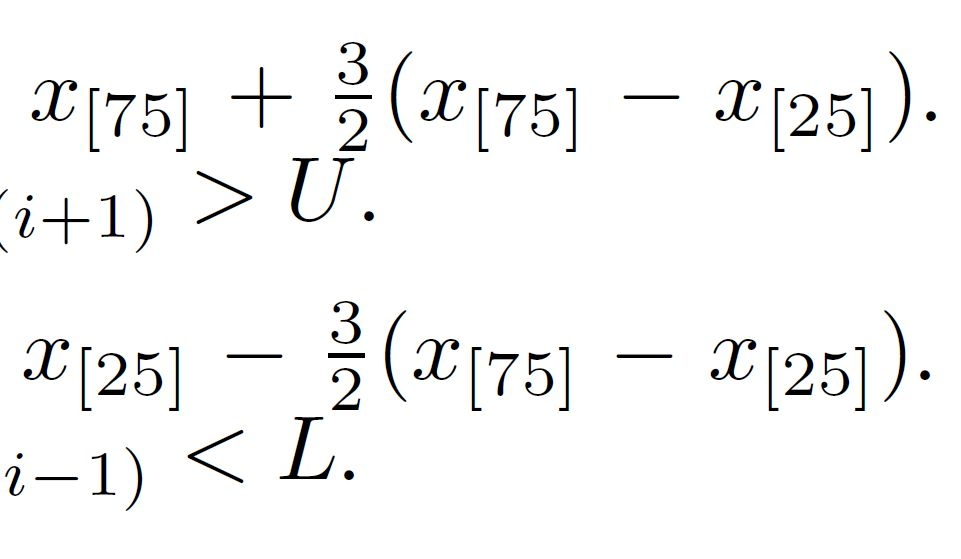 x_{[75]} + \frac{3}{2}(x_{[75]} − x_{[25]}).
(i+1) > U.
x_{[25]} − \frac{3}{2}(x_{[75]} − x_{[25]}).
i−1) < L.